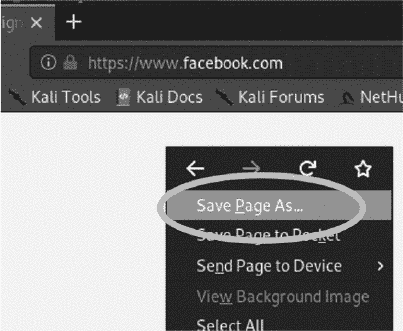 ign
https://www.facebook.com
Kali Tools Kali Docs Kali Forums NetHu
Save Page As...
Save Page to Pocket
Send Page to Device
View Background Image
Select All